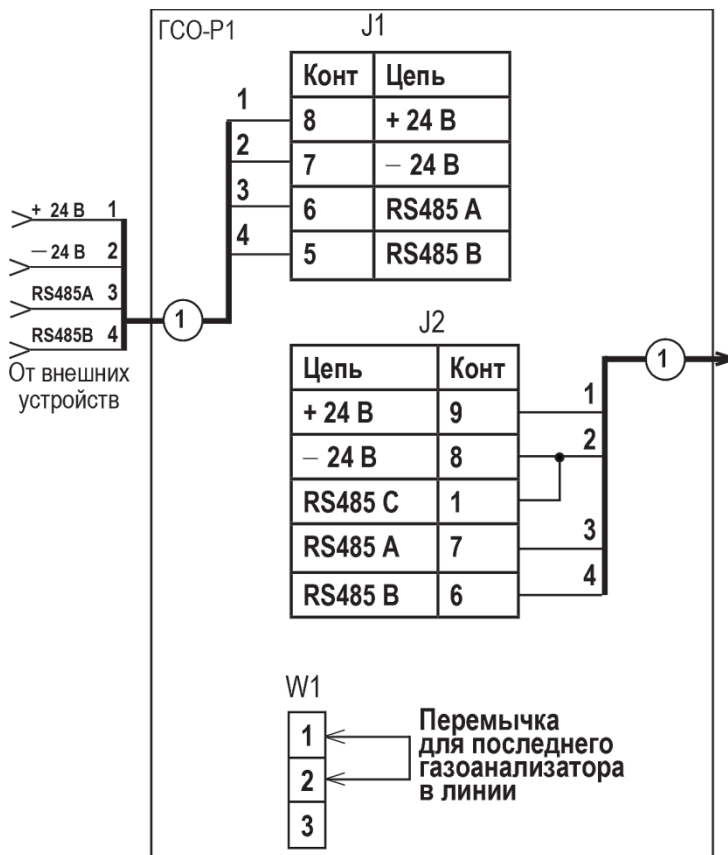 ГСО-Р1
J1
Конт Цепь
1 8 + 24 В
2 7 – 24 В
3 6 RS485 A
4 5 RS485 B
+ 24 В 1
– 24 В 2
RS485A 3
RS485B 4
1
От внешних
устройств
J2
1
Цепь Конт
+ 24 В 9 1
– 24 В 8 2
RS485 C 1
RS485 A 7 3
RS485 B 6 4
W1
1
2
3
Перемычка
для последнего
газоанализатора
в линии